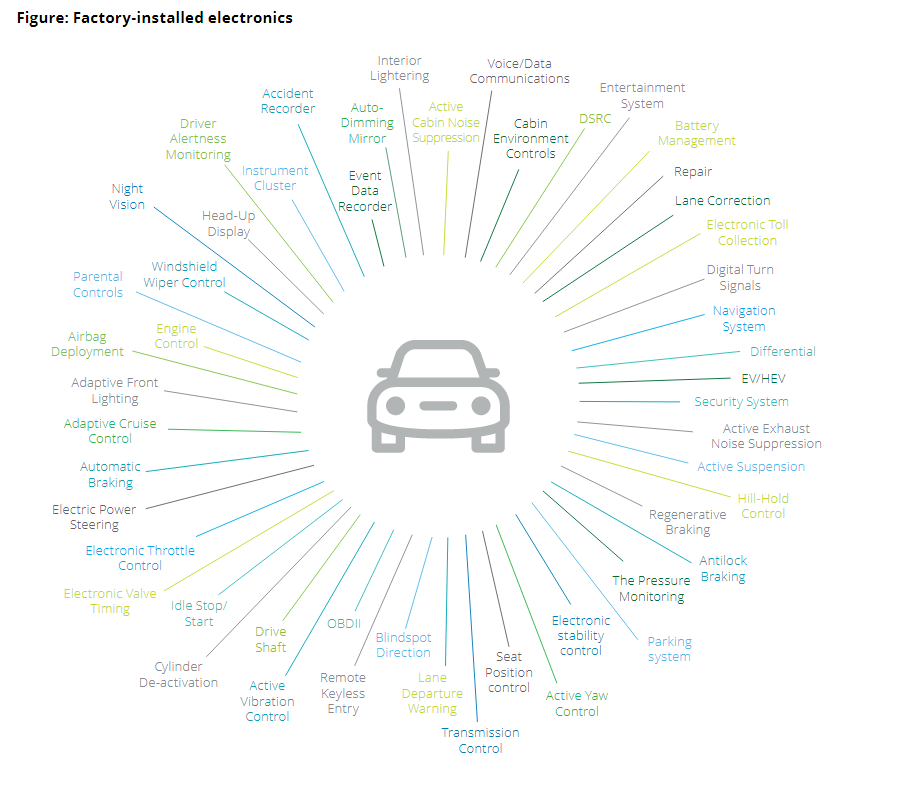 Figure: Factory-installed electronics
Interior
Lightering
Voice/Data
Communications
Entertainment
System
DSRC
Battery
Management
Repair
Lane Correction
Electronic Toll
Collection
Digital Turn
Signals
Navigation
System
Differential
EV/HEV
Security System
Active Exhaust
Noise Suppression
Active Suspension
Hill-Hold
Control
Regenerative
Braking
Antilock
Braking
The Pressure
Monitoring
Parking
system
Electronic
stability
control
Active Yaw
Control
Seat
Position
control
Transmission
Control
Lane
Departure
Warning
Blindspot
Direction
Remote
Keyless
Entry
OBDII
Active
Vibration
Control
Drive
Shaft
Cylinder
De-activation
Idle Stop/
Start
Electronic Valve
Timing
Electronic Throttle
Control
Electric Power
Steering
Automatic
Braking
Adaptive Cruise
Control
Adaptive Front
Lighting
Airbag
Deployment
Engine
Control
Parental
Controls
Windshield
Wiper Control
Night
Vision
Head-Up
Display
Driver
Alertness
Monitoring
Instrument
Cluster
Accident
Recorder
Event
Data
Recorder
Auto-
Dimming
Mirror
Active
Cabin Noise
Suppression
Cabin
Environment
Controls